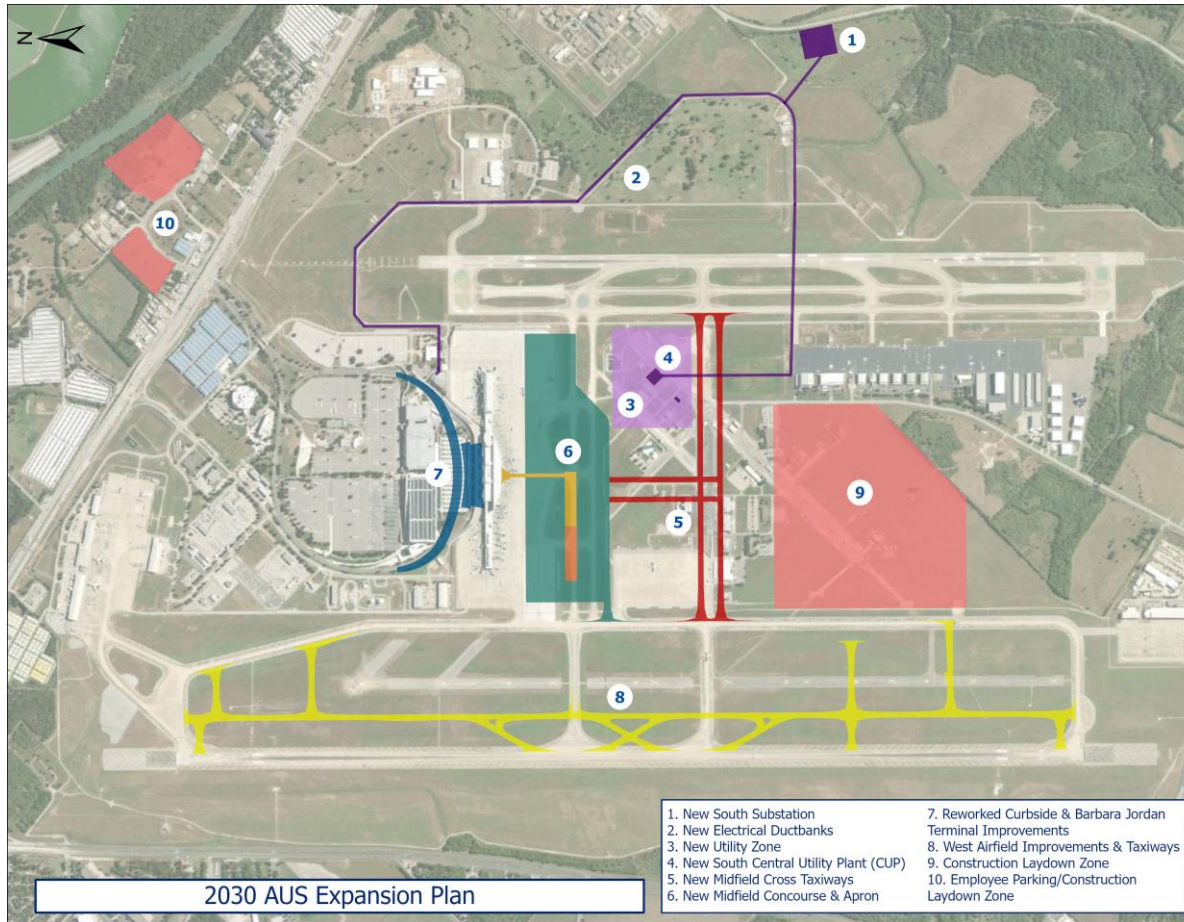 N
1
2
10
4
3
6
7
9
5
8
1. New South Substation
2. New Electrical Ductbanks
3. New Utility Zone
4. New South Central Utility Plant (CUP)
5. New Midfield Cross Taxiways
6. New Midfield Concourse & Apron
7. Reworked Curbside & Barbara Jordan
Terminal Improvements
8. West Airfield Improvements & Taxiways
9. Construction Laydown Zone
10. Employee Parking/Construction
Laydown Zone
2030 AUS Expansion Plan